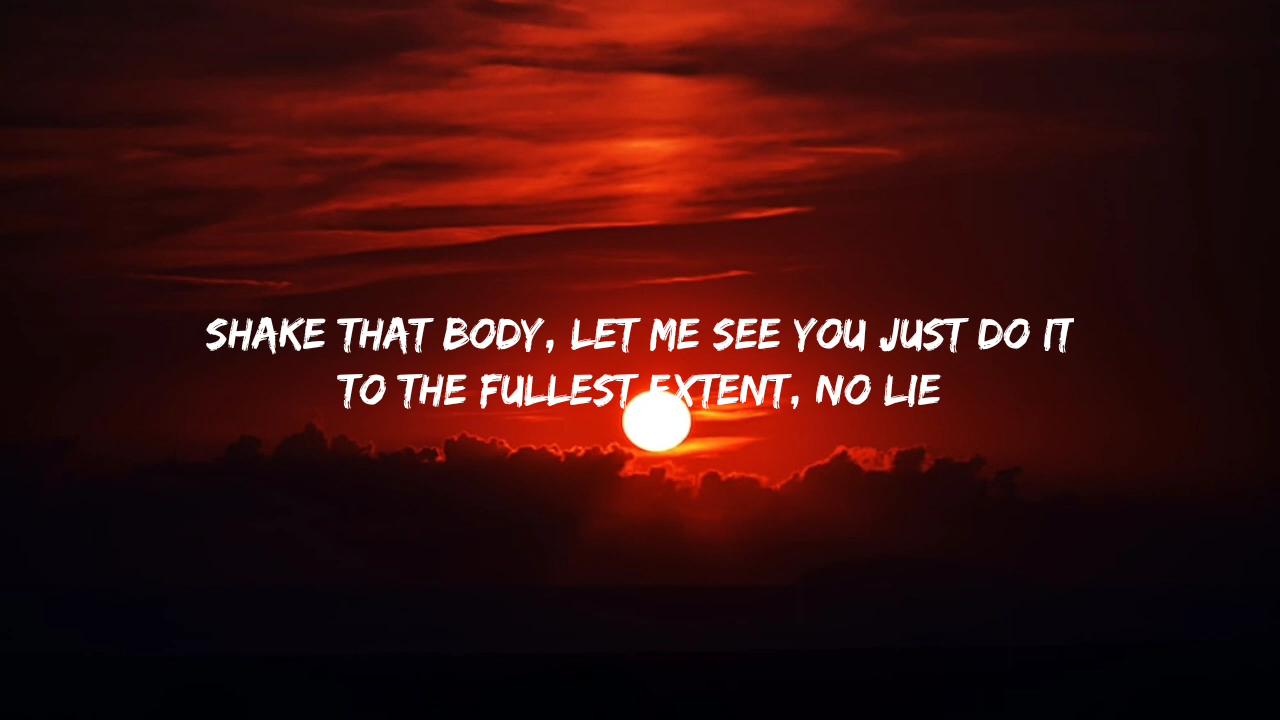 SHAKE THAT BODY, LET ME SEE YOU JUST DO IT
TO THE FULLEST EXTENT, NO LIE